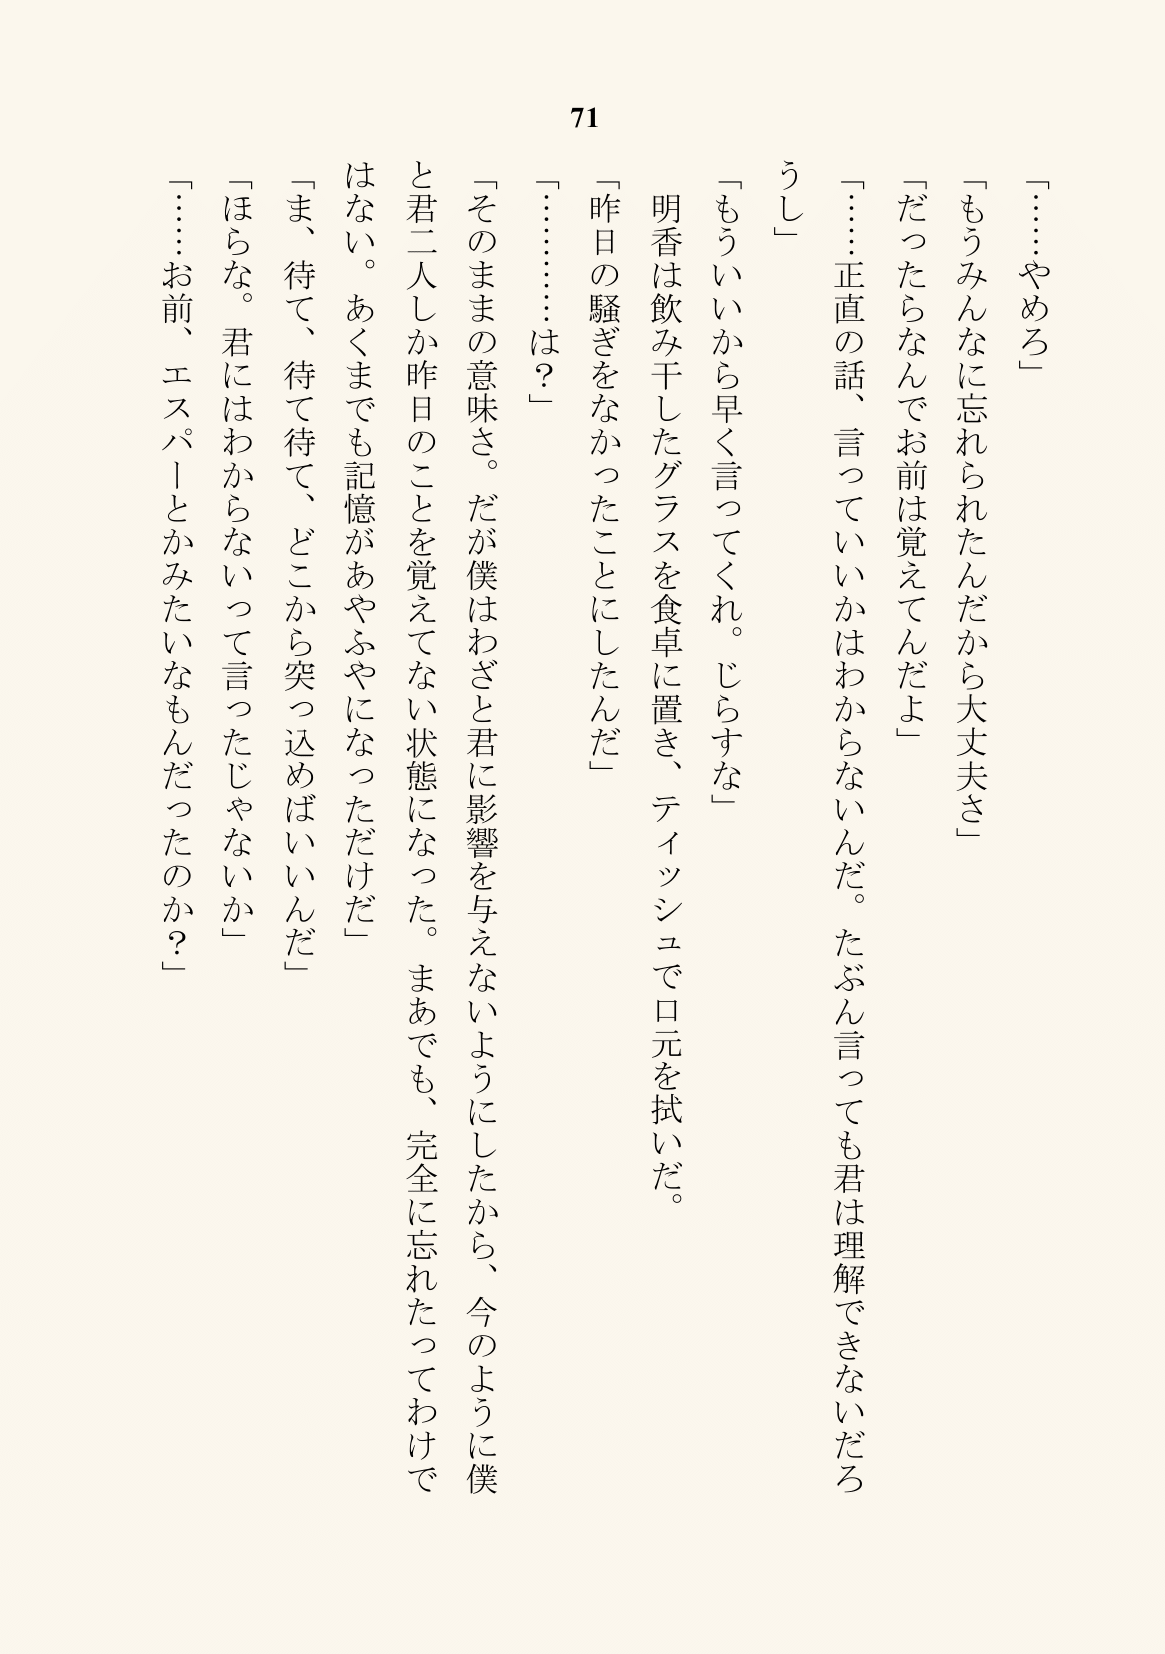 71
「……やめろ」
「もうみんなに忘れられたんだから大丈夫さ」
「だったらなんでお前は覚えてんだよ」
「……正直の話、言っていいかはわからないんだ。たぶん言っても君は理解できないだろ
うし」
「もういいから早く言ってくれ。じらすな」
　明香は飲み干したグラスを食卓に置き、ティッシュで口元を拭いだ。
「昨日の騒ぎをなかったことにしたんだ」
「…………は？」
「そのままの意味さ。だが僕はわざと君に影響を与えないようにしたから、今のように僕
と君二人しか昨日のことを覚えてない状態になった。まあでも、完全に忘れたってわけで
はない。あくまでも記憶があやふやになっただけだ」
「ま、待て、待て待て、どこから突っ込めばいいんだ」
「ほらな。君にはわからないって言ったじゃないか」
「……お前、エスパーとかみたいなもんだったのか？」